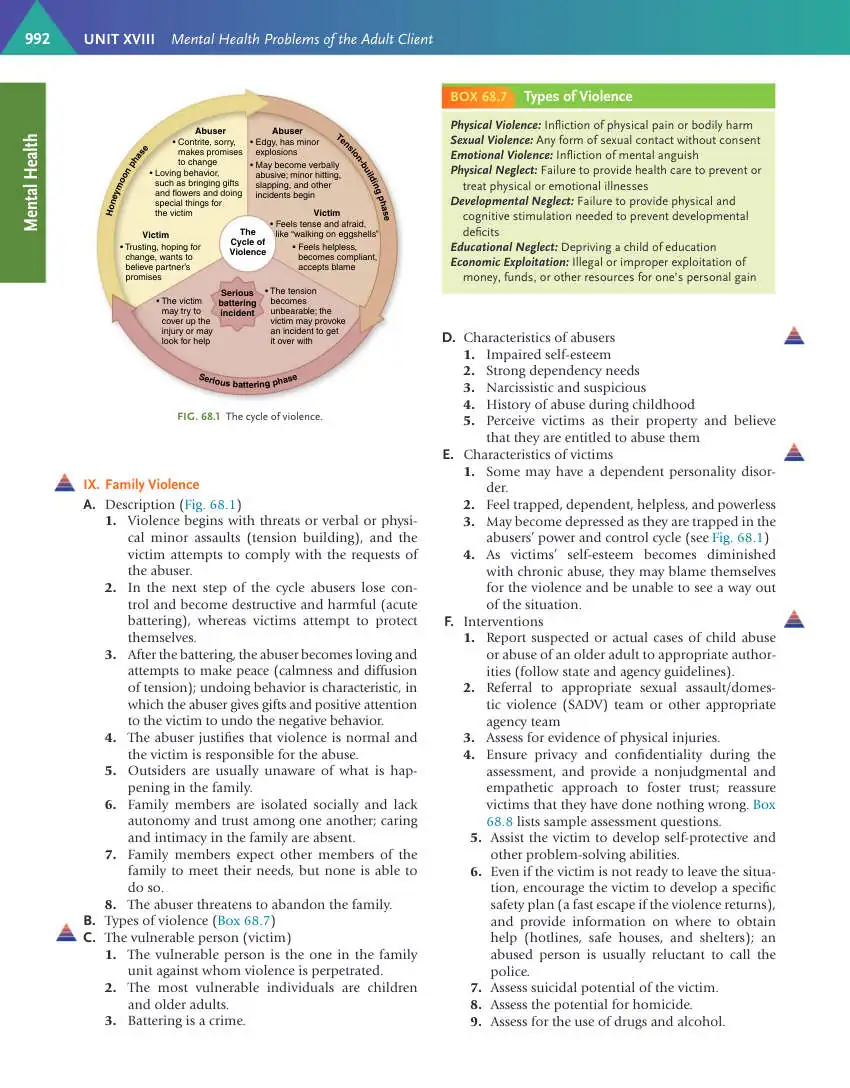 992
UNIT XVIII Mental Health Problems of the Adult Client
Mental Health
Honeymoon phase
Tension-building phase
Serious battering phase
Abuser
• Contrite, sorry,
makes promises
to change
• Loving behavior,
such as bringing gifts
and flowers and doing
special things for
the victim
Victim
• Trusting, hoping for
change, wants to
believe partner's
promises
Abuser
• Edgy, has minor
explosions
• May become verbally
abusive; minor hitting,
slapping, and other
incidents begin
Victim
• Feels tense and afraid,
like "walking on eggshells"
• Feels helpless,
becomes compliant,
accepts blame
The
Cycle of
Violence
Serious
battering
incident
• The victim
may try to
cover up the
injury or may
look for help
• The tension
becomes
unbearable; the
victim may provoke
an incident to get
it over with
FIG. 68.1 The cycle of violence.
IX. Family Violence
A. Description (Fig. 68.1)
1. Violence begins with threats or verbal or physi-
cal minor assaults (tension building), and the
victim attempts to comply with the requests of
the abuser.
2. In the next step of the cycle abusers lose con-
trol and become destructive and harmful (acute
battering), whereas victims attempt to protect
themselves.
3. After the battering, the abuser becomes loving and
attempts to make peace (calmness and diffusion
of tension); undoing behavior is characteristic, in
which the abuser gives gifts and positive attention
to the victim to undo the negative behavior.
4. The abuser justifies that violence is normal and
the victim is responsible for the abuse.
5. Outsiders are usually unaware of what is hap-
pening in the family.
6. Family members are isolated socially and lack
autonomy and trust among one another; caring
and intimacy in the family are absent.
7. Family members expect other members of the
family to meet their needs, but none is able to
do so.
8. The abuser threatens to abandon the family.
B. Types of violence (Box 68.7)
C. The vulnerable person (victim)
1. The vulnerable person is the one in the family
unit against whom violence is perpetrated.
2. The most vulnerable individuals are children
and older adults.
3. Battering is a crime.
BOX 68.7 Types of Violence
Physical Violence: Infliction of physical pain or bodily harm
Sexual Violence: Any form of sexual contact without consent
Emotional Violence: Infliction of mental anguish
Physical Neglect: Failure to provide health care to prevent or
treat physical or emotional illnesses
Developmental Neglect: Failure to provide physical and
cognitive stimulation needed to prevent developmental
deficits
Educational Neglect: Depriving a child of education
Economic Exploitation: Illegal or improper exploitation of
money, funds, or other resources for one's personal gain
D. Characteristics of abusers
1. Impaired self-esteem
2. Strong dependency needs
3. Narcissistic and suspicious
4. History of abuse during childhood
5. Perceive victims as their property and believe
that they are entitled to abuse them
E. Characteristics of victims
1. Some may have a dependent personality disor-
der.
2. Feel trapped, dependent, helpless, and powerless
3. May become depressed as they are trapped in the
abusers' power and control cycle (see Fig. 68.1)
4. As victims' self-esteem becomes diminished
with chronic abuse, they may blame themselves
for the violence and be unable to see a way out
of the situation.
F. Interventions
1. Report suspected or actual cases of child abuse
or abuse of an older adult to appropriate author-
ities (follow state and agency guidelines).
2. Referral to appropriate sexual assault/domes-
tic violence (SADV) team or other appropriate
agency team
3. Assess for evidence of physical injuries.
4. Ensure privacy and confidentiality during the
assessment, and provide a nonjudgmental and
empathetic approach to foster trust; reassure
victims that they have done nothing wrong. Box
68.8 lists sample assessment questions.
5. Assist the victim to develop self-protective and
other problem-solving abilities.
6. Even if the victim is not ready to leave the situa-
tion, encourage the victim to develop a specific
safety plan (a fast escape if the violence returns),
and provide information on where to obtain
help (hotlines, safe houses, and shelters); an
abused person is usually reluctant to call the
police.
7. Assess suicidal potential of the victim.
8. Assess the potential for homicide.
9. Assess for the use of drugs and alcohol.